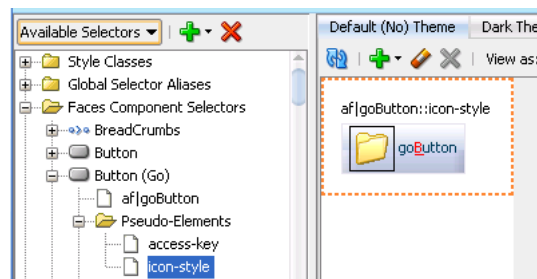 Available Selectors
Style Classes
Global Selector Aliases
Faces Component Selectors
BreadCrumbs
Button
Button (Go)
af|goButton
Pseudo-Elements
access-key
icon-style
Default (No) Theme
Dark The
View as:
af|goButton::icon-style
goButton